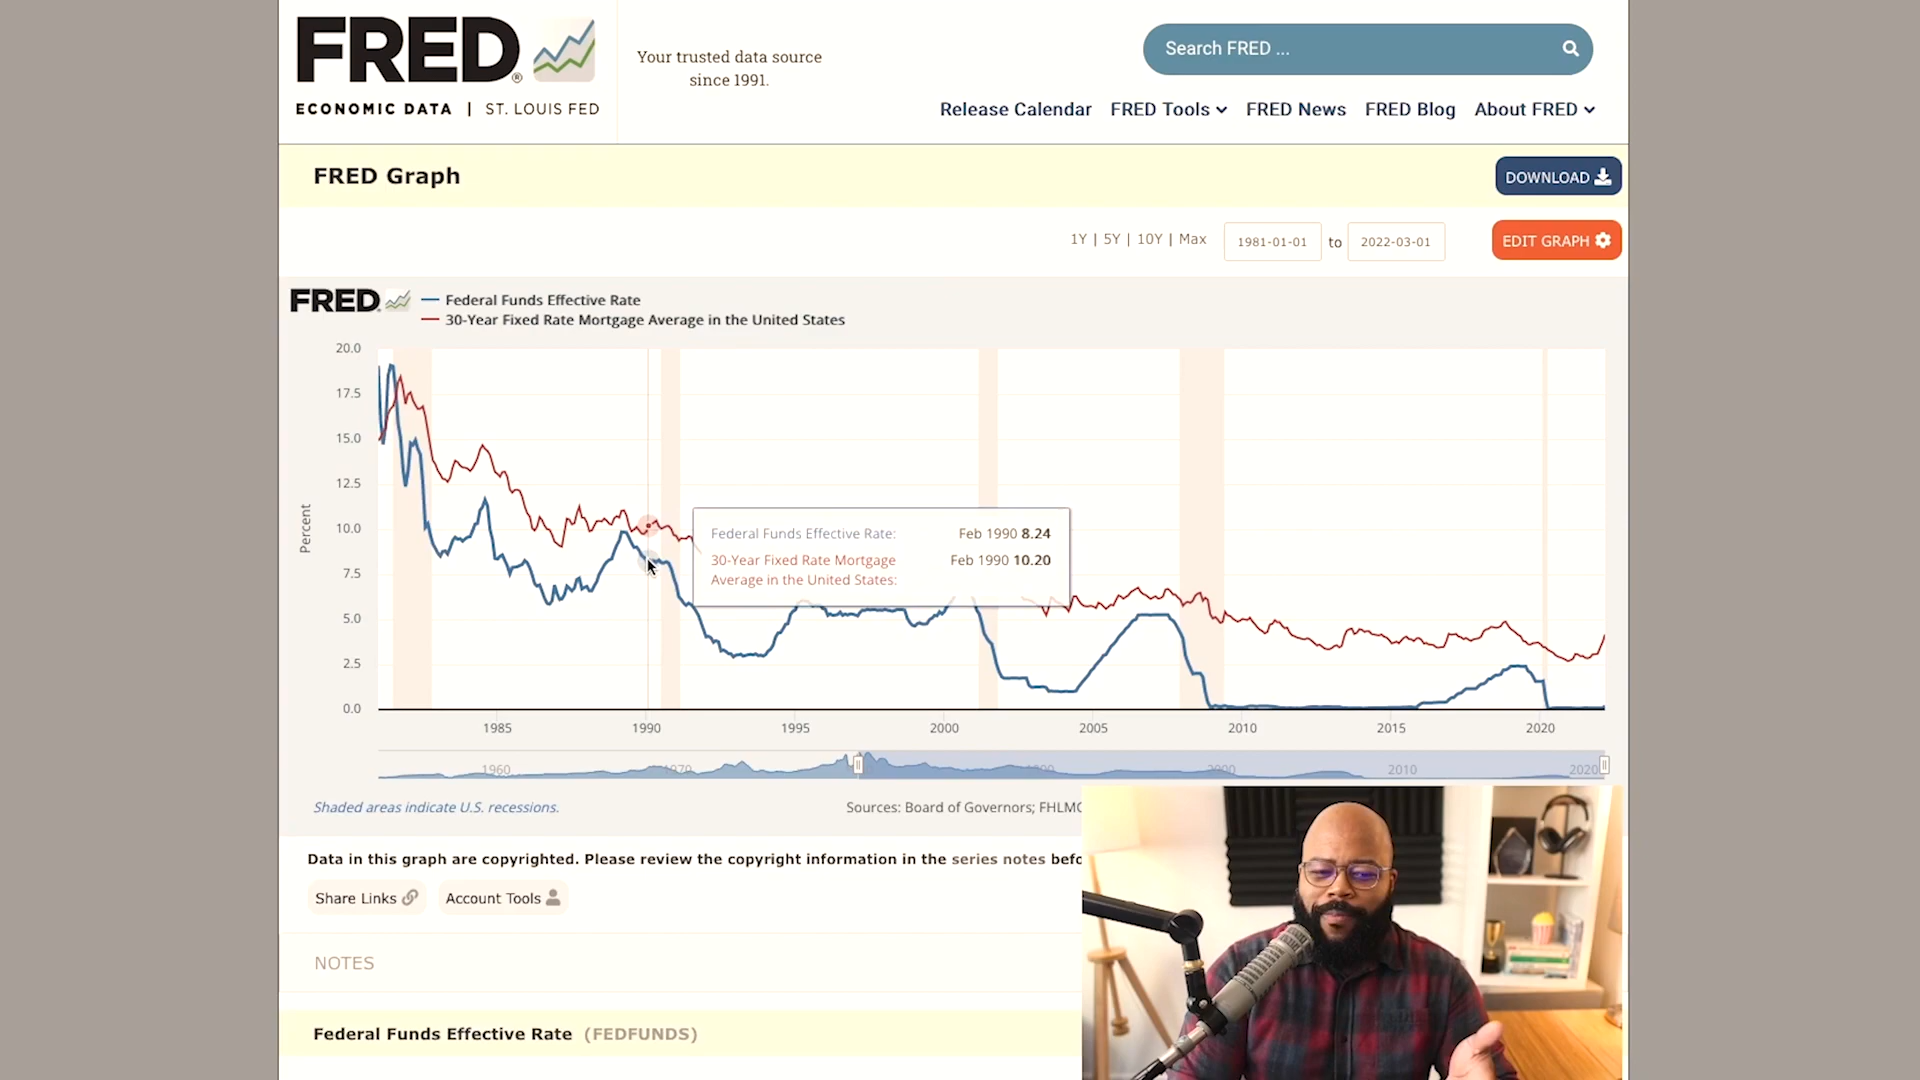 FRED®
ECONOMIC DATA | ST. LOUIS FED
Your trusted data source
since 1991.
Search FRED ...
Release Calendar
FRED Tools
FRED News
FRED Blog
About FRED
FRED Graph
DOWNLOAD
1Y | 5Y | 10Y | Max
1981-01-01 to 2022-03-01
EDIT GRAPH
FRED
Federal Funds Effective Rate
30-Year Fixed Rate Mortgage Average in the United States
Percent
20.0
17.5
15.0
12.5
10.0
7.5
5.0
2.5
0.0
Federal Funds Effective Rate: Feb 1990 8.24
30-Year Fixed Rate Mortgage Feb 1990 10.20
Average in the United States:
1985 1990 1995 2000 2005 2010 2015 2020
1960 1970 2000 2010 2020
Shaded areas indicate U.S. recessions.
Sources: Board of Governors; FHLMC
Data in this graph are copyrighted. Please review the copyright information in the series notes
Share Links
Account Tools
NOTES
Federal Funds Effective Rate (FEDFUNDS)